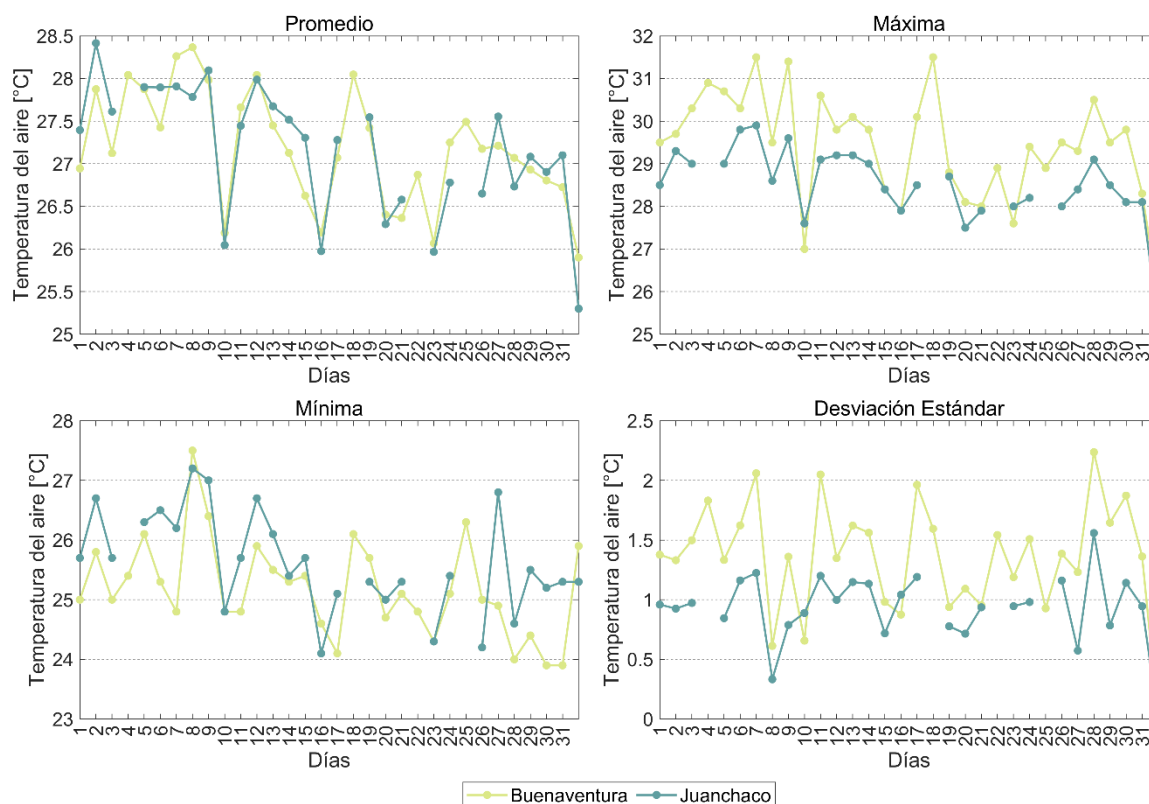 Promedio
Temperatura del aire [°C]
28.5
28
27.5
27
26.5
26
25.5
25
1 2 3 4 5 6 7 8 9 10 11 12 13 14 15 16 17 18 19 20 21 22 23 24 25 26 27 28 29 30 31
Días
Máxima
Temperatura del aire [°C]
32
31
30
29
28
27
26
25
1 2 3 4 5 6 7 8 9 10 11 12 13 14 15 16 17 18 19 20 21 22 23 24 25 26 27 28 29 30 31
Días
Mínima
Temperatura del aire [°C]
28
27
26
25
24
23
1 2 3 4 5 6 7 8 9 10 11 12 13 14 15 16 17 18 19 20 21 22 23 24 25 26 27 28 29 30 31
Días
Desviación Estándar
Temperatura del aire [°C]
2.5
2
1.5
1
0.5
0
1 2 3 4 5 6 7 8 9 10 11 12 13 14 15 16 17 18 19 20 21 22 23 24 25 26 27 28 29 30 31
Días
Buenaventura Juanchaco